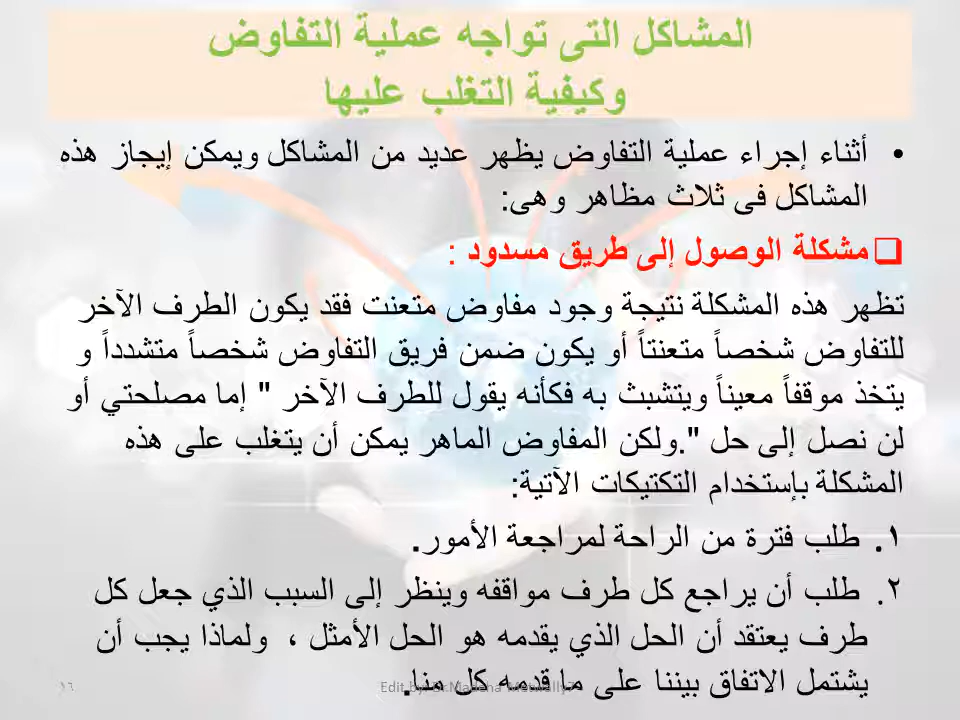 المشاكل التى تواجه عملية التفاوض
وكيفية التغلب عليها
• أثناء إجراء عملية التفاوض يظهر عديد من المشاكل ويمكن إيجاز هذه
المشاكل فى ثلاث مظاهر وهى:
❑ مشكلة الوصول إلى طريق مسدود :
تظهر هذه المشكلة نتيجة وجود مفاوض متعنت فقد يكون الطرف الآخر
للتفاوض شخصاً متعنتاً أو يكون ضمن فريق التفاوض شخصاً متشدداً و
يتخذ موقفاً معيناً ويتشبث به فكأنه يقول للطرف الآخر " إما مصلحتي أو
لن نصل إلى حل ".ولكن المفاوض الماهر يمكن أن يتغلب على هذه
المشكلة بإستخدام التكتيكات الآتية:
١. طلب فترة من الراحة لمراجعة الأمور.
٢. طلب أن يراجع كل طرف مواقفه وينظر إلى السبب الذي جعل كل
طرف يعتقد أن الحل الذي يقدمه هو الحل الأمثل ، ولماذا يجب أن
يشتمل الاتفاق بيننا على ما قدمه كل منا.
Edit by: Dr.Madeha
١٦